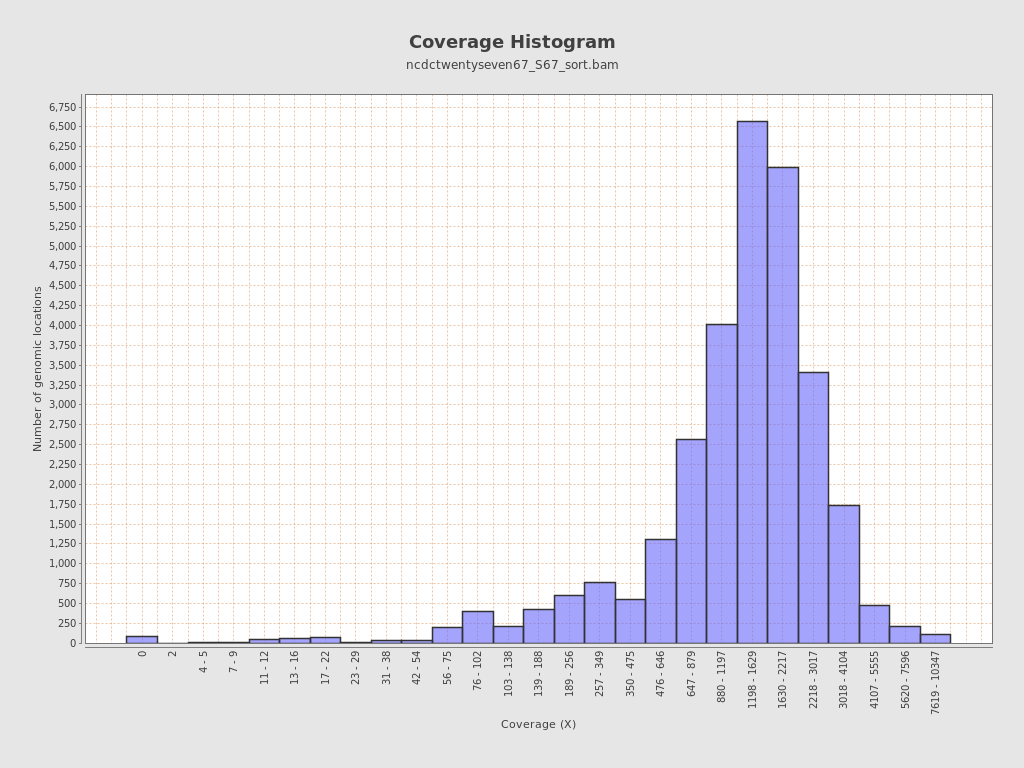 Coverage Histogram
ncdctwentyseven67_S67_sort.bam
6,750
6,500
6,250
6,000
5,750
5,500
5,250
5,000
4,750
4,500
4,250
4,000
3,750
3,500
3,250
3,000
2,750
2,500
2,250
2,000
1,750
1,500
1,250
1,000
750
500
250
0
Number of genomic locations
0
2
4 - 5
7 - 9
11 - 12
13 - 16
17 - 22
23 - 29
31 - 38
42 - 54
56 - 75
76 - 102
103 - 138
139 - 188
189 - 256
257 - 349
350 - 475
476 - 646
647 - 879
880 - 1197
1198 - 1629
1630 - 2217
2218 - 3017
3018 - 4104
4107 - 5555
5620 - 7596
7619 - 10347
Coverage (X)